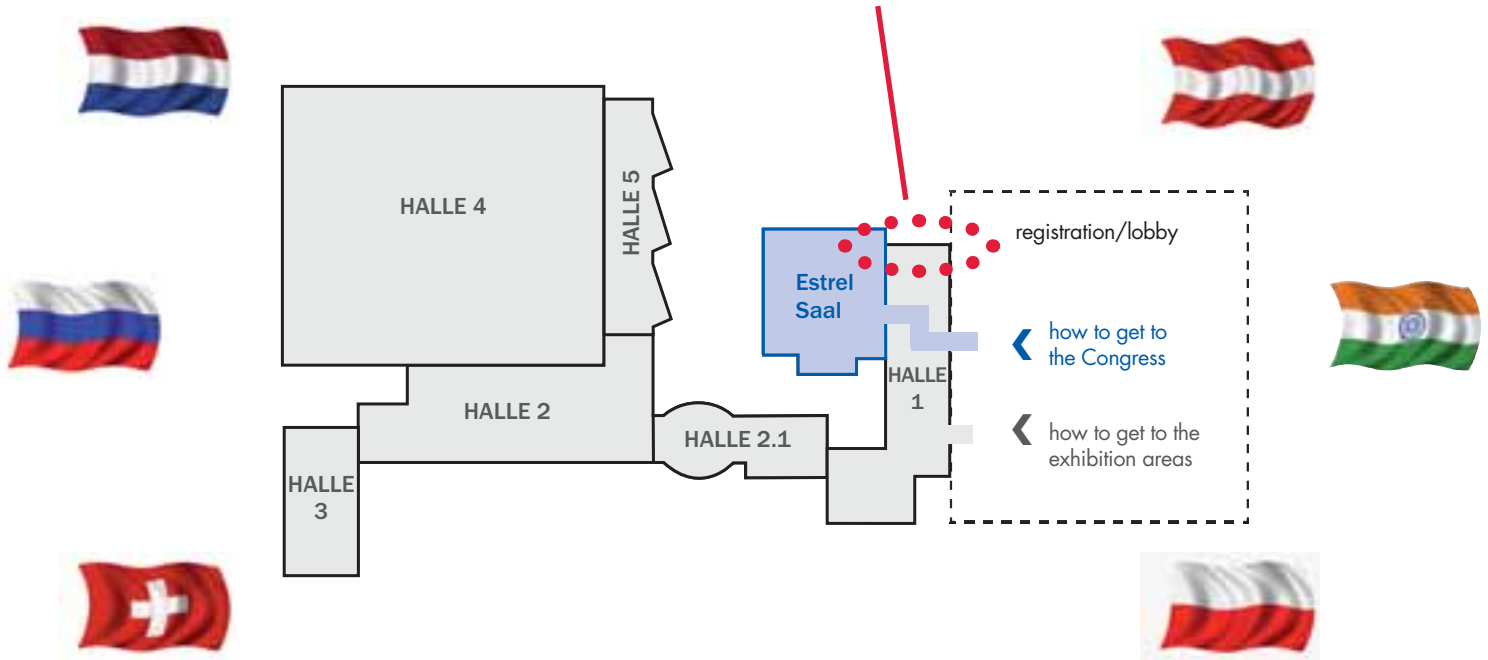 HALLE 4
HALLE 5
registration/lobby
Estrel
Saal
how to get to
the Congress
HALLE
1
HALLE 2
HALLE 2.1
how to get to the
exhibition areas
HALLE
3